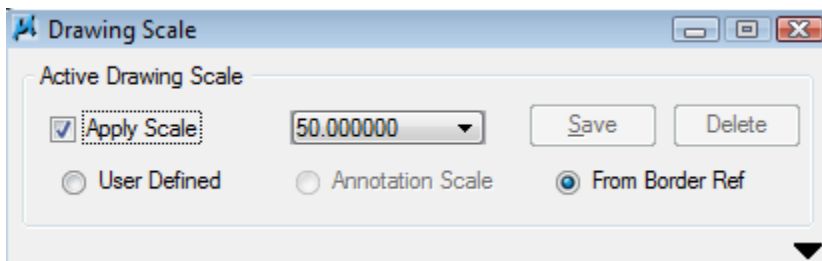 Drawing Scale
Active Drawing Scale
Apply Scale 50.000000 Save Delete
User Defined Annotation Scale From Border Ref